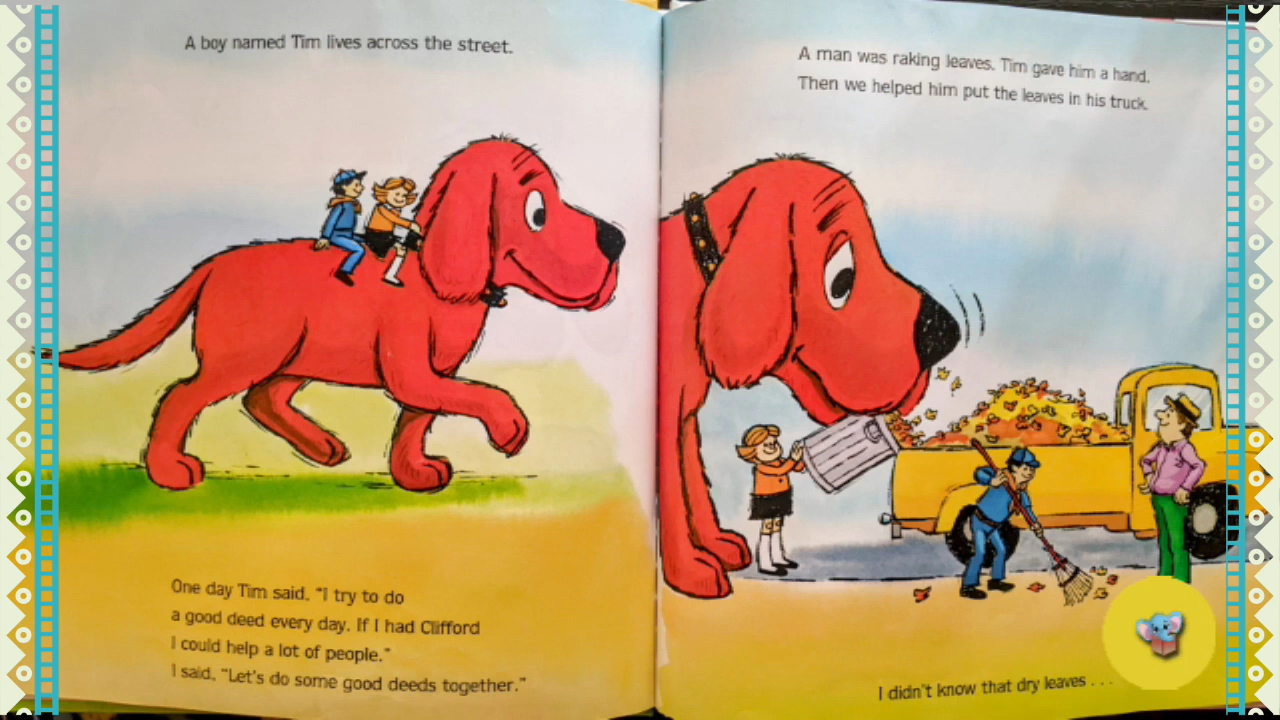 A boy named Tim lives across the street.
One day Tim said, "I try to do
a good deed every day. If I had Clifford
I could help a lot of people."
I said, "Let's do some good deeds together."
A man was raking leaves. Tim gave him a hand.
Then we helped him put the leaves in his truck.
I didn't know that dry leaves . . .